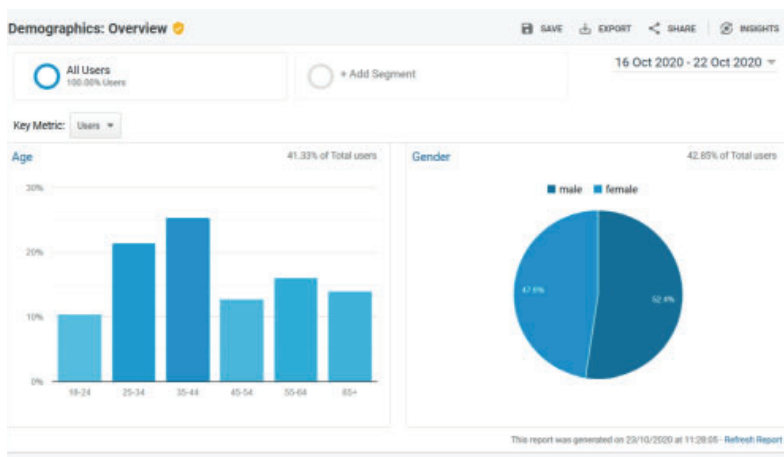 Demographics: Overview
SAVE EXPORT SHARE INSIGHTS
All Users
100.00% Users
+ Add Segment
16 Oct 2020 - 22 Oct 2020
Key Metric: Users
Age
41.33% of Total users
Gender
42.85% of Total users
30%
20%
10%
0%
18-24 25-34 35-44 45-54 55-64 65+
male female
47.6% 52.4%
This report was generated on 23/10/2020 at 11:28:05 - Refresh Report